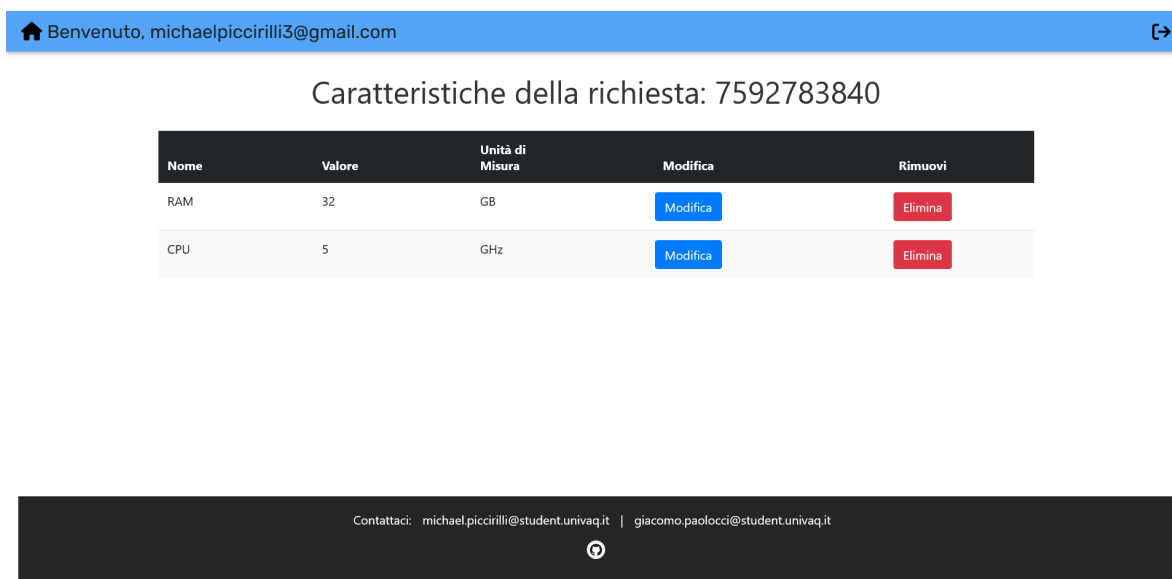 Benvenuto, michaelpiccirilli3@gmail.com
Caratteristiche della richiesta: 7592783840
Nome Valore Unità di Misura Modifica Rimuovi
RAM 32 GB Modifica Elimina
CPU 5 GHz Modifica Elimina
Contattaci: michael.piccirilli@student.univaq.it | giacomo.paolocci@student.univaq.it